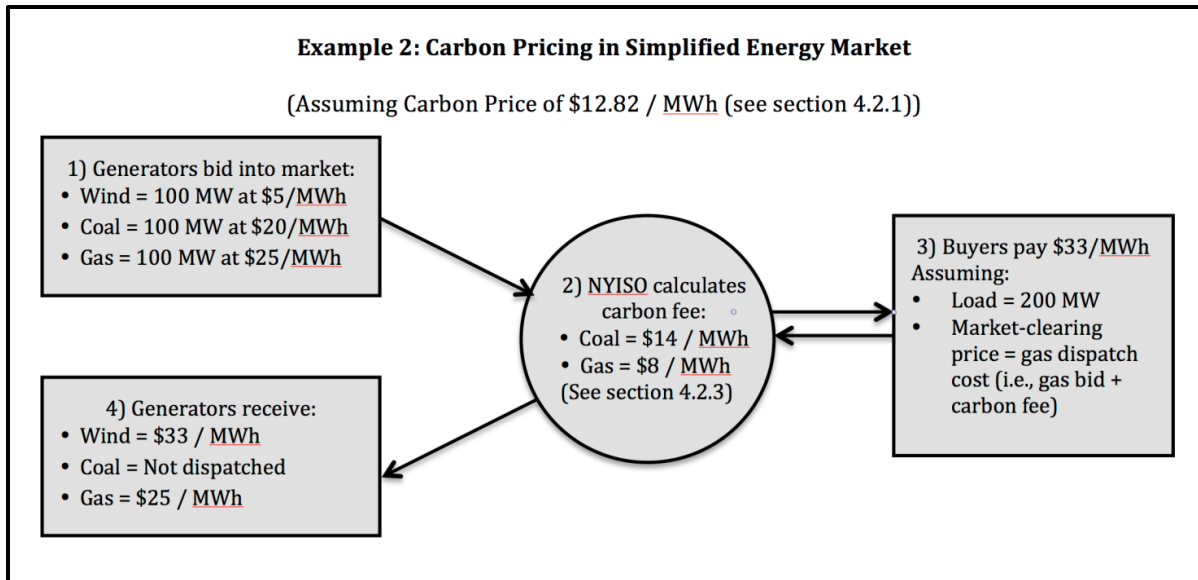 Example 2: Carbon Pricing in Simplified Energy Market
(Assuming Carbon Price of $12.82 / MWh (see section 4.2.1))
1) Generators bid into market:
• Wind = 100 MW at $5/MWh
• Coal = 100 MW at $20/MWh
• Gas = 100 MW at $25/MWh
2) NYISO calculates
carbon fee:
• Coal = $14 / MWh
• Gas = $8 / MWh
(See section 4.2.3)
3) Buyers pay $33/MWh
Assuming:
• Load = 200 MW
• Market-clearing
price = gas dispatch
cost (i.e., gas bid +
carbon fee)
4) Generators receive:
• Wind = $33 / MWh
• Coal = Not dispatched
• Gas = $25 / MWh